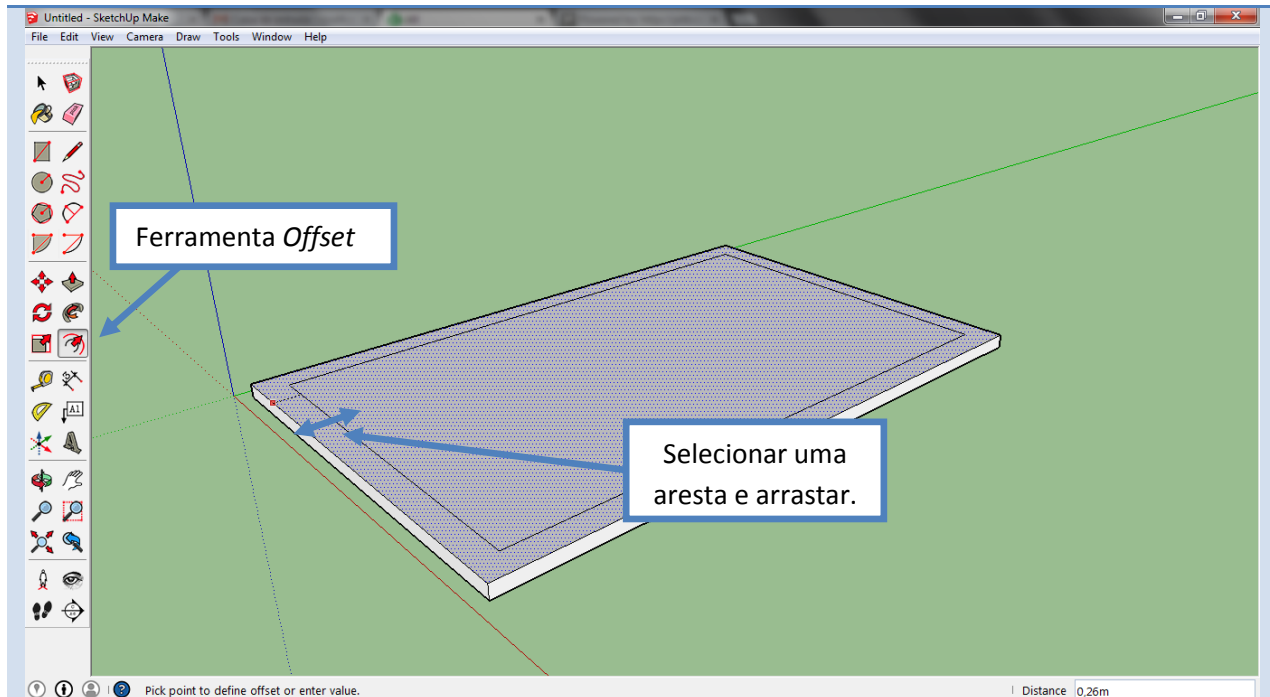 Untitled - SketchUp Make
File Edit View Camera Draw Tools Window Help
A1
Ferramenta Offset
Selecionar uma
aresta e arrastar.
Pick point to define offset or enter value.
Distance 0,26m